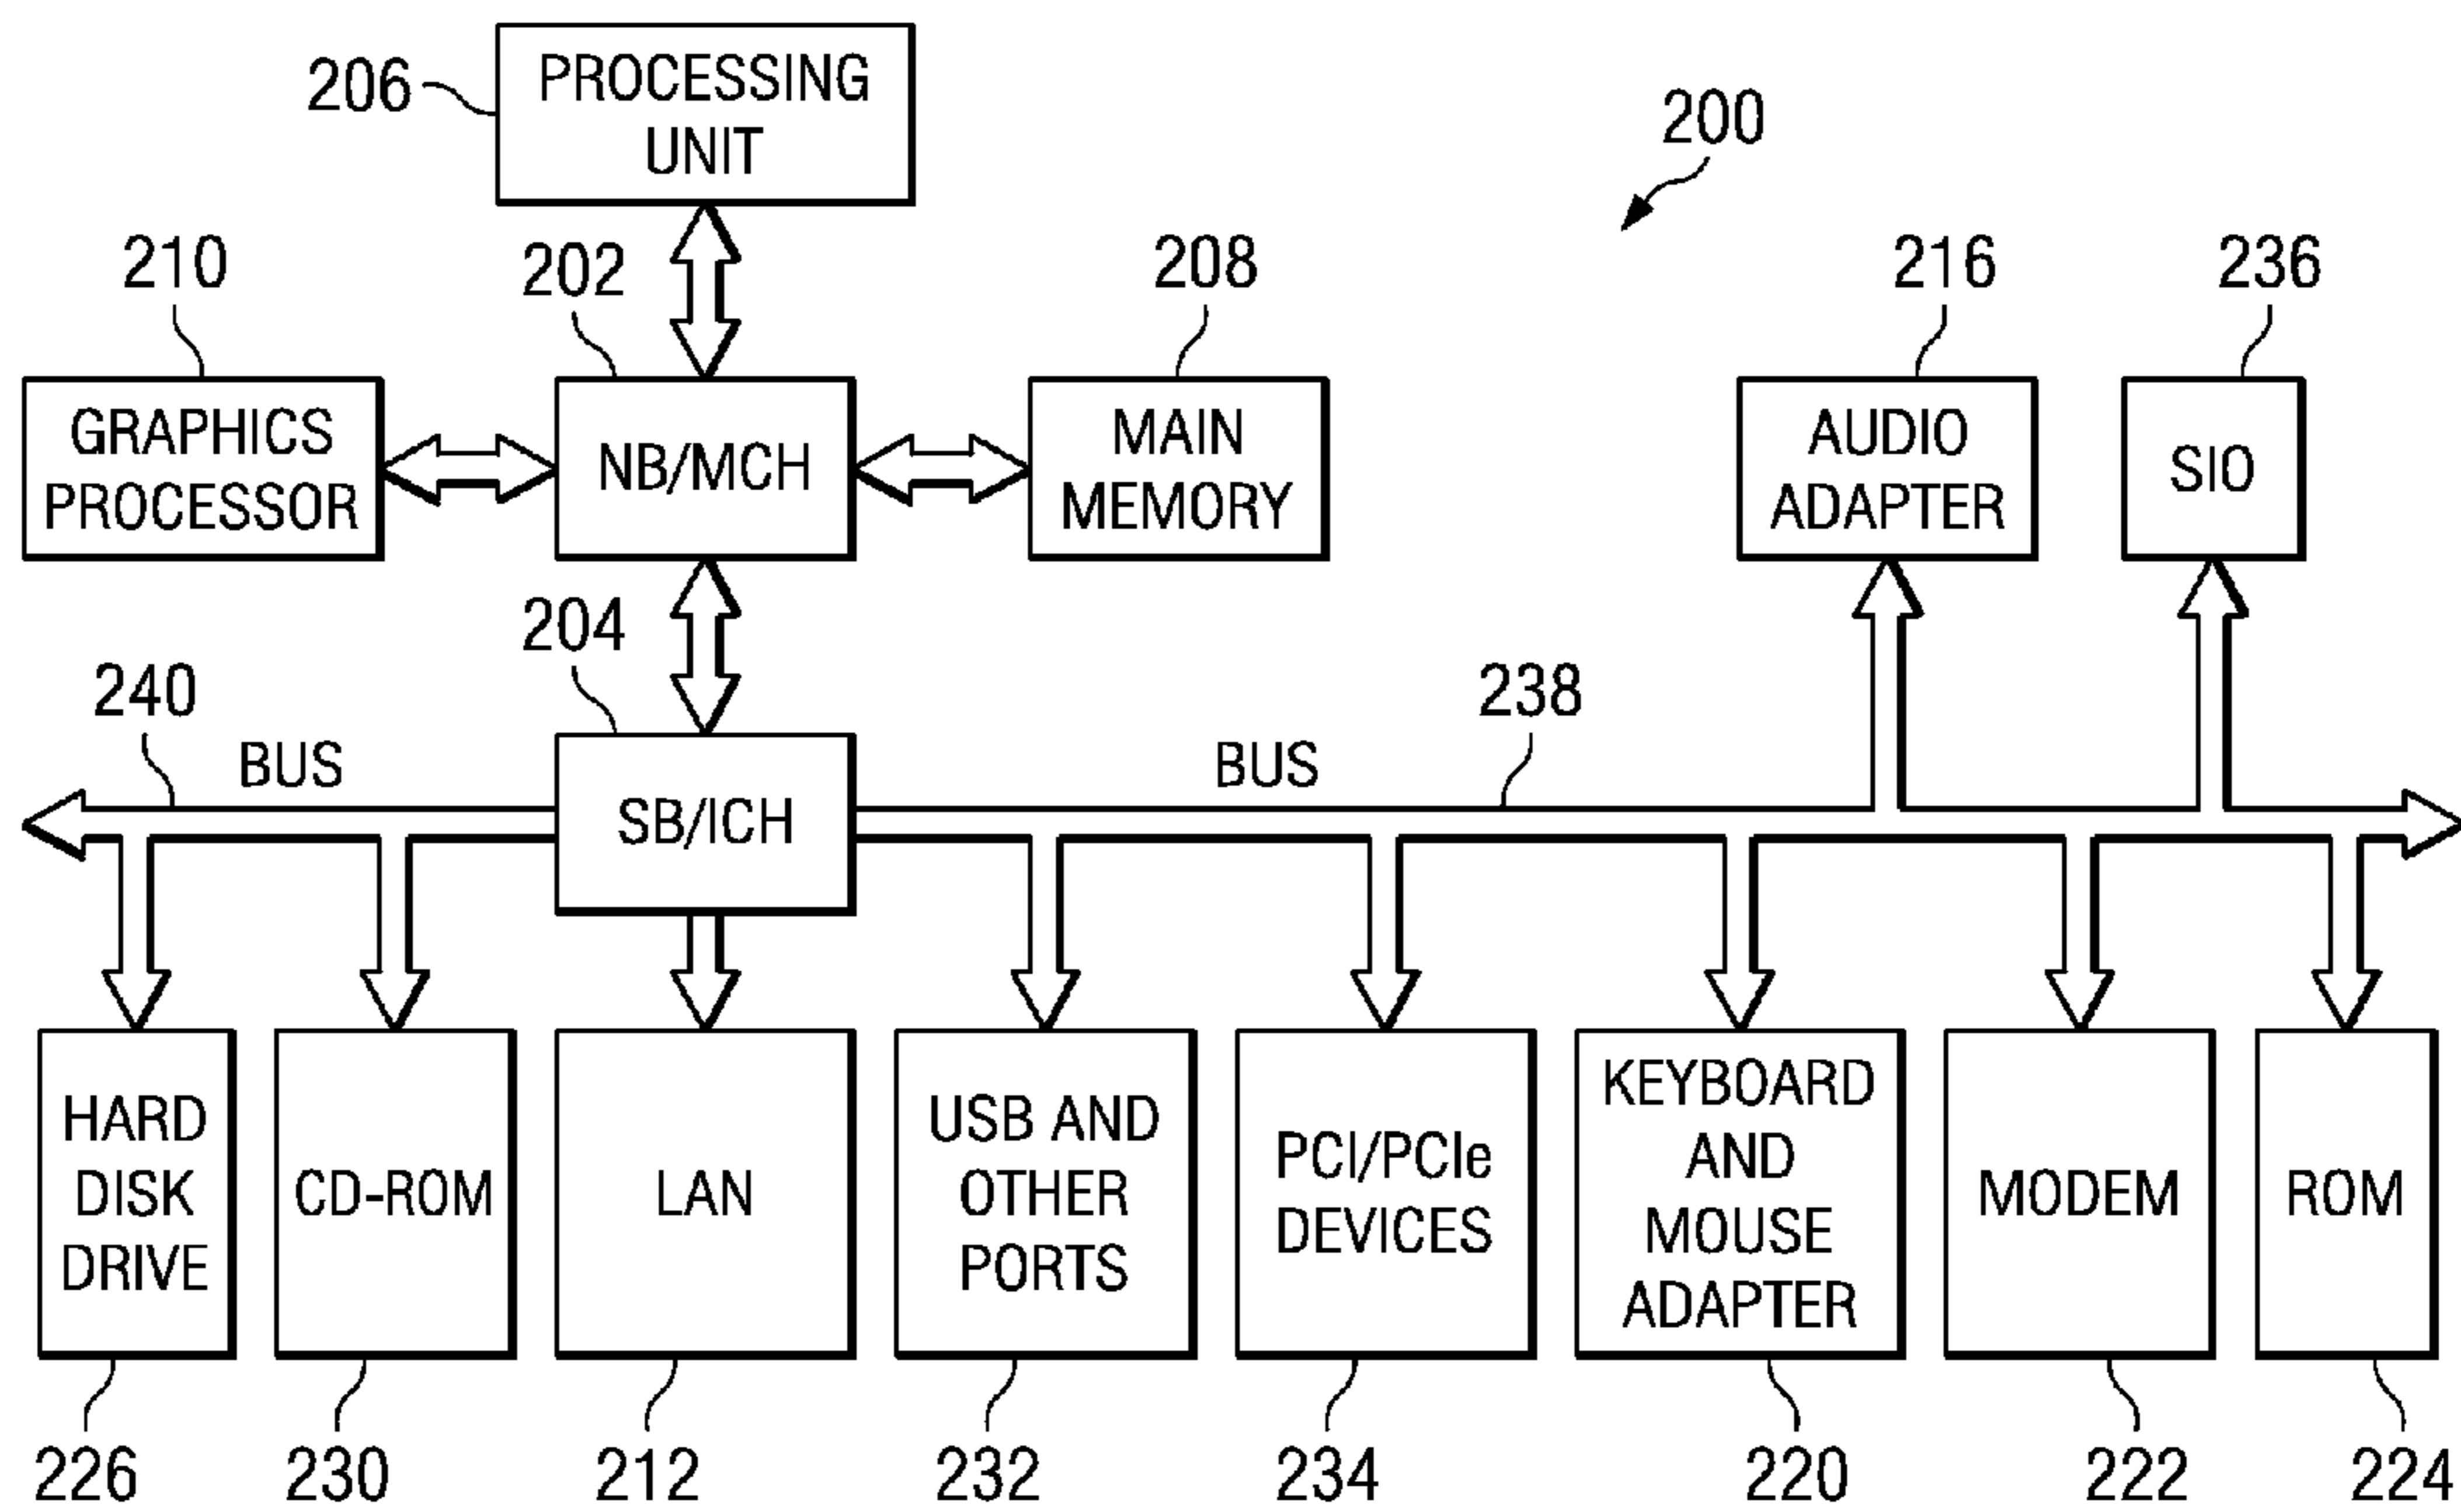 PROCESSING
UNIT
206
200
210
202
208
216
236
GRAPHICS
PROCESSOR
NB/MCH
MAIN
MEMORY
AUDIO
ADAPTER
SIO
204
240
238
BUS
BUS
SB/ICH
HARD
DISK
DRIVE
CD-ROM
LAN
USB AND
OTHER
PORTS
PCI/PCIe
DEVICES
KEYBOARD
AND
MOUSE
ADAPTER
MODEM
ROM
226
230
212
232
234
220
222
224